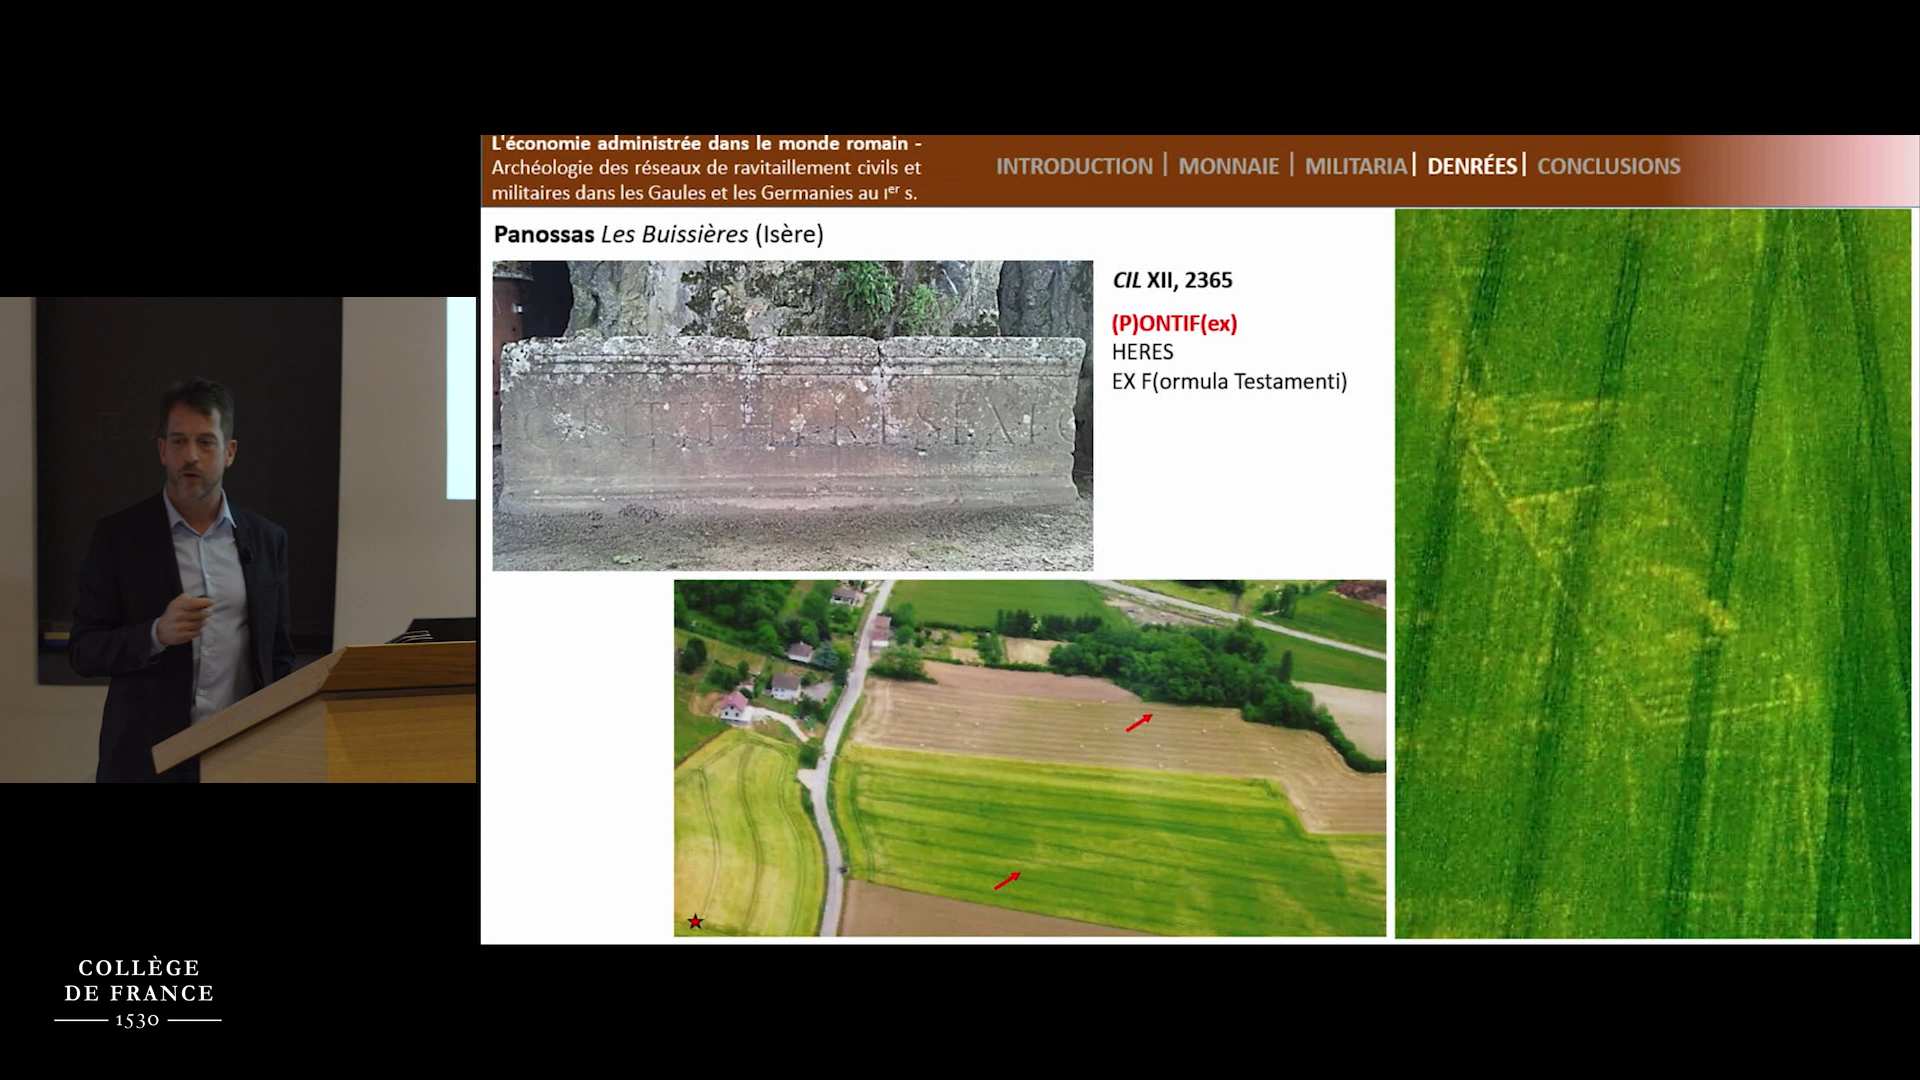 L'économie administrée dans le monde romain -
Archéologie des réseaux de ravitaillement civils et
militaires dans les Gaules et les Germanies au Ier s.
INTRODUCTION | MONNAIE | MILITARIA | DENRÉES | CONCLUSIONS
Panossas Les Buissières (Isère)
CIL XII, 2365
(P)ONTIF(ex)
HERES
EX F(ormula Testamenti)
HERES EX F
COLLÈGE
DE FRANCE
1530